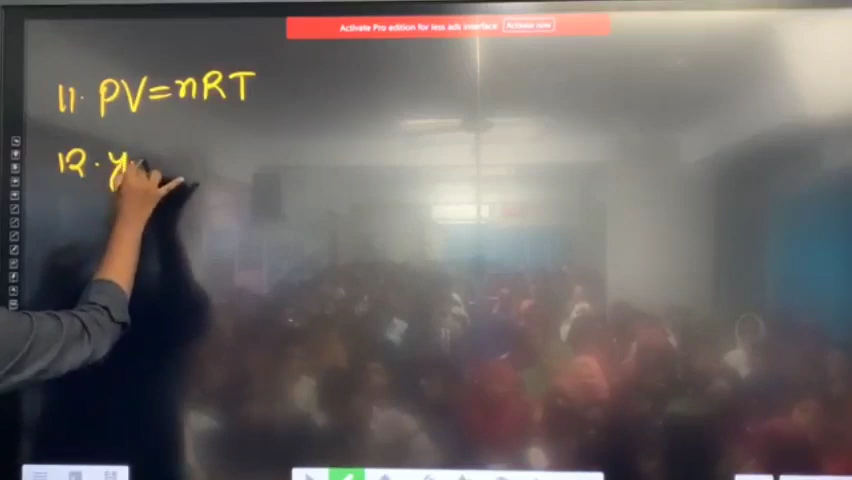 Activate Pro edition for less ads interface Activate now
11. PV=nRT
12. y